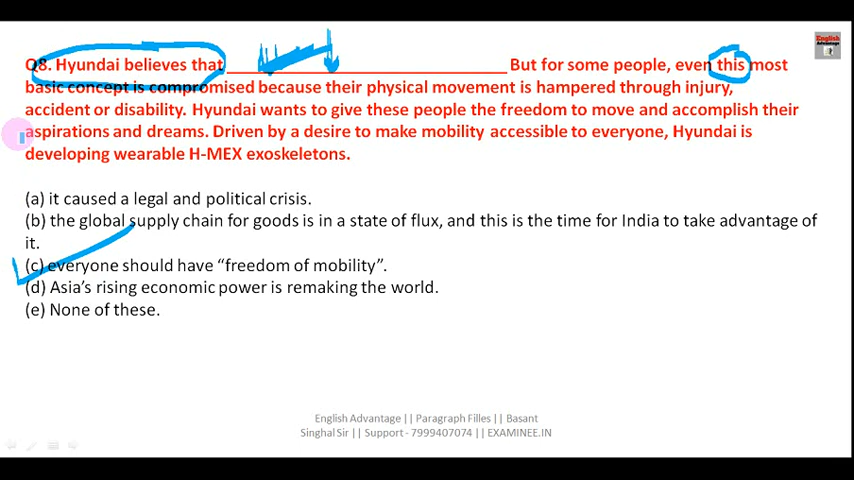 English
Advantage
Q8. Hyundai believes that ______________________________ But for some people, even this most
basic concept is compromised because their physical movement is hampered through injury,
accident or disability. Hyundai wants to give these people the freedom to move and accomplish their
aspirations and dreams. Driven by a desire to make mobility accessible to everyone, Hyundai is
developing wearable H-MEX exoskeletons.
(a) it caused a legal and political crisis.
(b) the global supply chain for goods is in a state of flux, and this is the time for India to take advantage of
it.
(c) everyone should have “freedom of mobility”.
(d) Asia’s rising economic power is remaking the world.
(e) None of these.
English Advantage || Paragraph Filles || Basant
Singhal Sir || Support - 7999407074 || EXAMINEE.IN